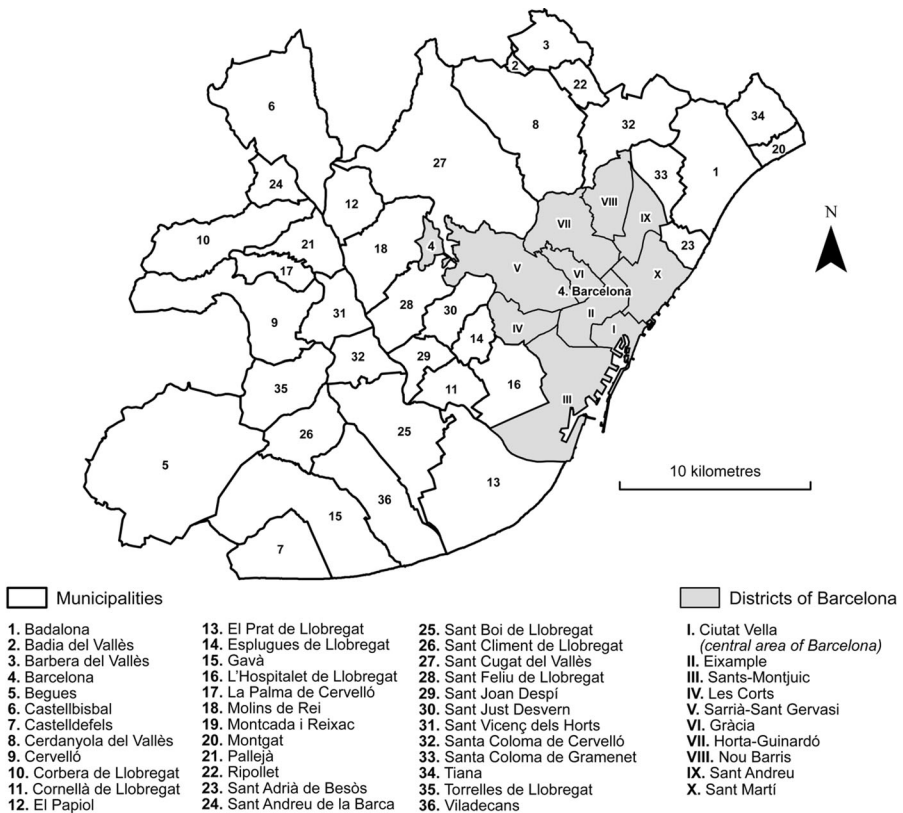 3
2
22
6
8
32
34
20
27
33
1
24
12
VIII
IX
VII
10
21
18
4
23
17
V
VI
X
4. Barcelona
N
28
30
II
9
31
IV
I
14
32
29
35
11
16
III
26
25
5
13
36
15
7
10 kilometres
Municipalities
1. Badalona
2. Badia del Vallès
3. Barbera del Vallès
4. Barcelona
5. Begues
6. Castellbisbal
7. Castelldefels
8. Cerdanyola del Vallès
9. Cervelló
10. Corbera de Llobregat
11. Cornellà de Llobregat
12. El Papiol
13. El Prat de Llobregat
14. Esplugues de Llobregat
15. Gavà
16. L'Hospitalet de Llobregat
17. La Palma de Cervelló
18. Molins de Rei
19. Montcada i Reixac
20. Montgat
21. Pallejà
22. Ripollet
23. Sant Adrià de Besòs
24. Sant Andreu de la Barca
25. Sant Boi de Llobregat
26. Sant Climent de Llobregat
27. Sant Cugat del Vallès
28. Sant Feliu de Llobregat
29. Sant Joan Despí
30. Sant Just Desvern
31. Sant Vicenç dels Horts
32. Santa Coloma de Cervelló
33. Santa Coloma de Gramenet
34. Tiana
35. Torrelles de Llobregat
36. Viladecans
Districts of Barcelona
I. Ciutat Vella
(central area of Barcelona)
II. Eixample
III. Sants-Montjuic
IV. Les Corts
V. Sarrià-Sant Gervasi
VI. Gràcia
VII. Horta-Guinardó
VIII. Nou Barris
IX. Sant Andreu
X. Sant Martí